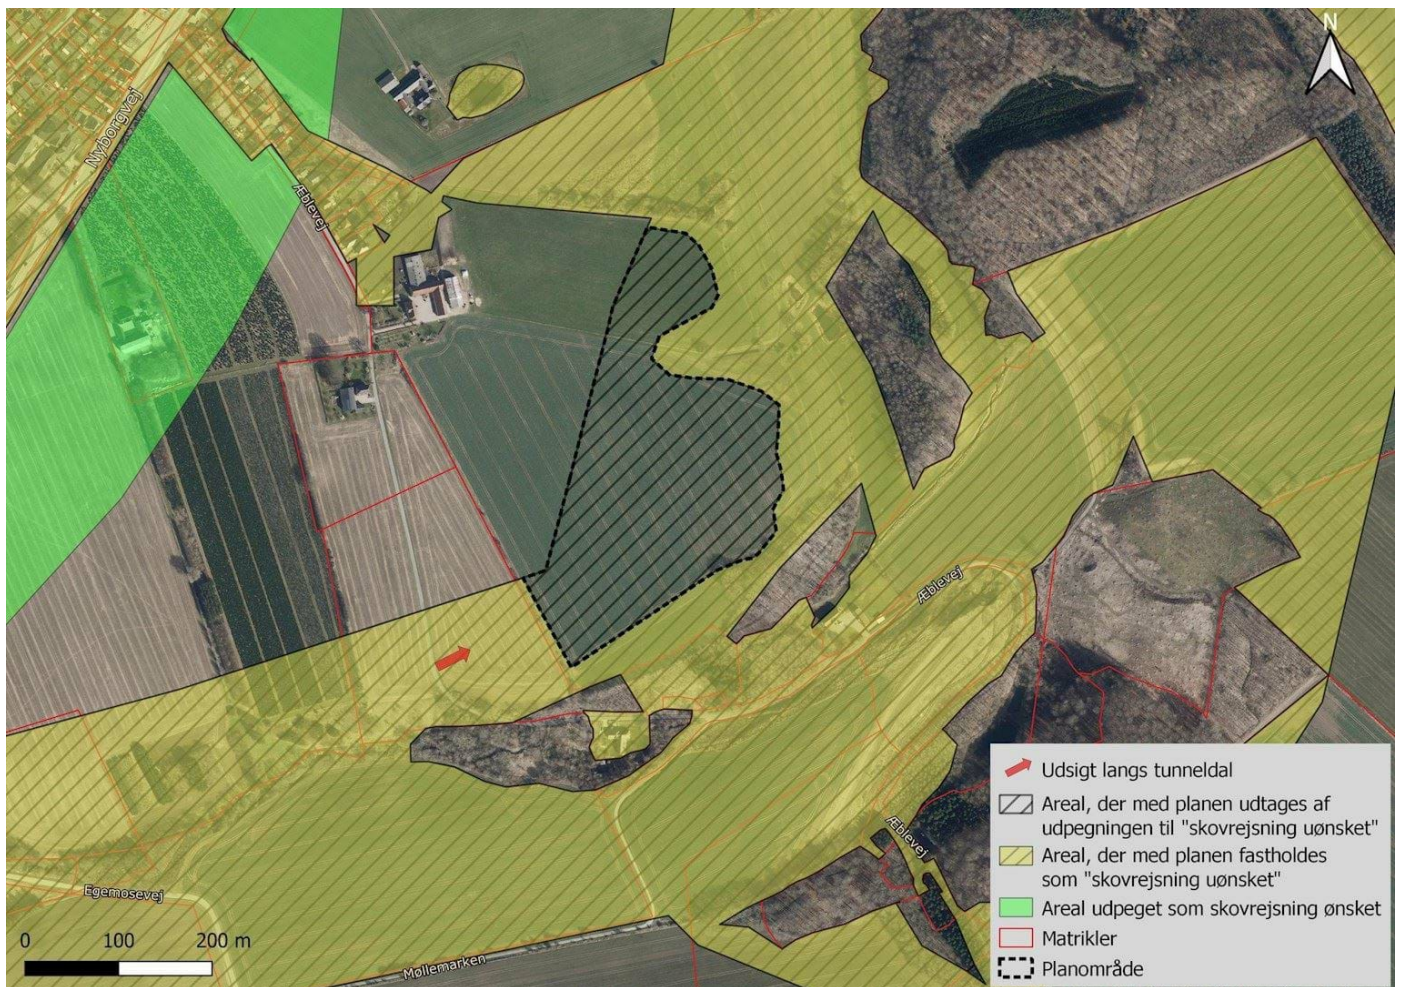 N
Nyborgvej
Æblevej
Æblevej
Æblevej
Egemosevej
Møllemarken
0 100 200 m
Udsigt langs tunneldal
Areal, der med planen udtages af
udpegningen til "skovrejsning uønsket"
Areal, der med planen fastholdes
som "skovrejsning uønsket"
Areal udpeget som skovrejsning ønsket
Matrikler
Planområde